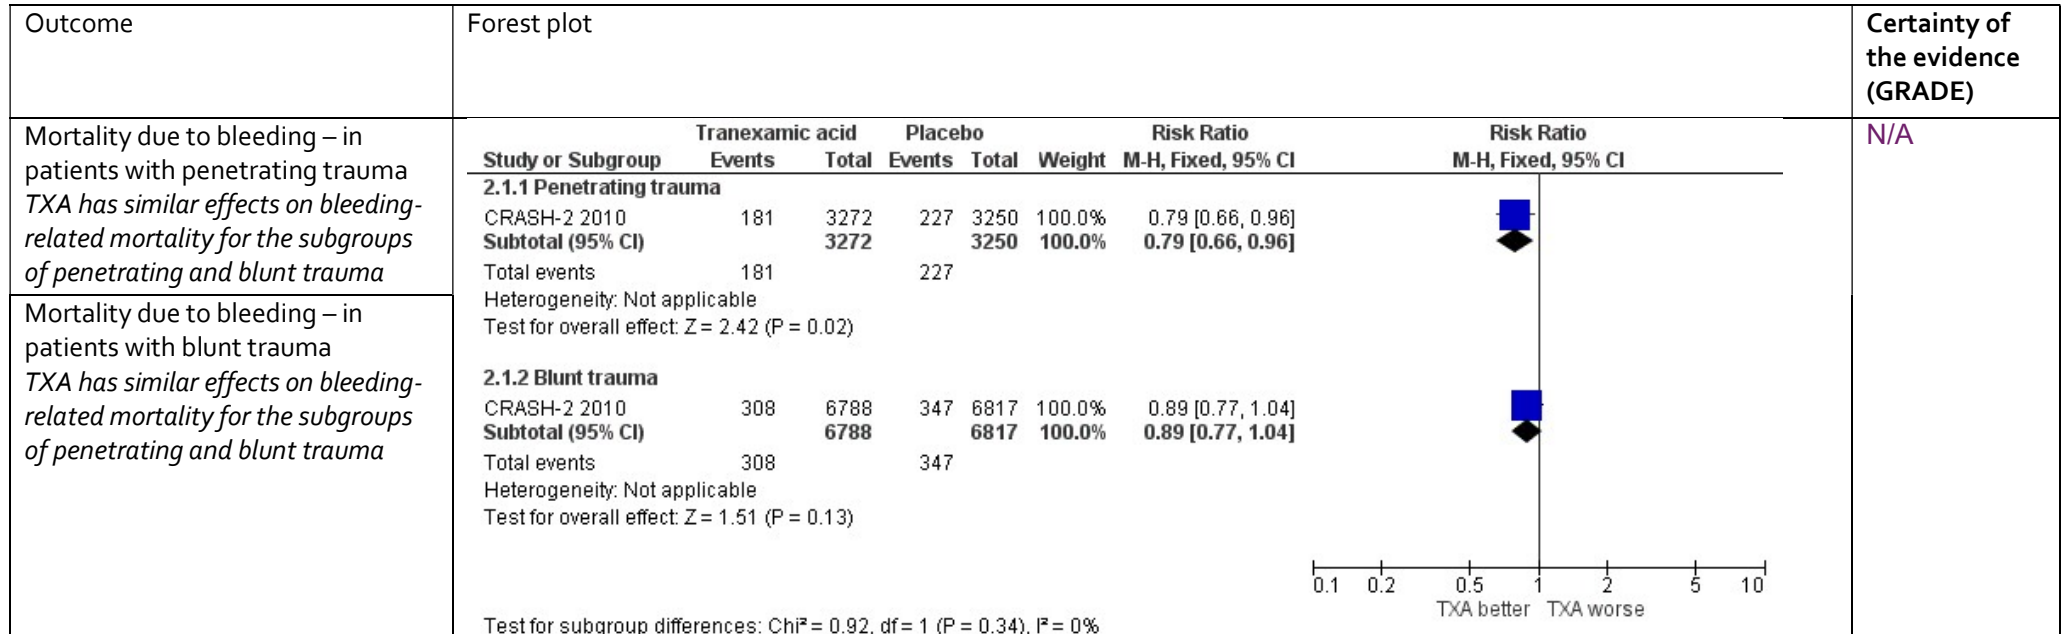 Outcome
Forest plot
Certainty of
the evidence
(GRADE)
Mortality due to bleeding – in
patients with penetrating trauma
TXA has similar effects on bleeding-
related mortality for the subgroups
of penetrating and blunt trauma
Mortality due to bleeding – in
patients with blunt trauma
TXA has similar effects on bleeding-
related mortality for the subgroups
of penetrating and blunt trauma
Tranexamic acid Placebo Risk Ratio Risk Ratio
Study or Subgroup Events Total Events Total Weight M-H, Fixed, 95% CI M-H, Fixed, 95% CI
2.1.1 Penetrating trauma
CRASH-2 2010 181 3272 227 3250 100.0% 0.79 [0.66, 0.96]
Subtotal (95% CI) 3272 3250 100.0% 0.79 [0.66, 0.96]
Total events 181 227
Heterogeneity: Not applicable
Test for overall effect: Z = 2.42 (P = 0.02)
2.1.2 Blunt trauma
CRASH-2 2010 308 6788 347 6817 100.0% 0.89 [0.77, 1.04]
Subtotal (95% CI) 6788 6817 100.0% 0.89 [0.77, 1.04]
Total events 308 347
Heterogeneity: Not applicable
Test for overall effect: Z = 1.51 (P = 0.13)
0.1 0.2 0.5 1 2 5 10
TXA better TXA worse
Test for subgroup differences: Chi² = 0.92, df = 1 (P = 0.34), I² = 0%
N/A